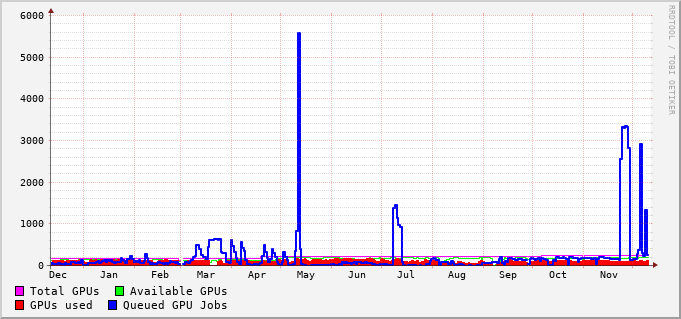 RRDTOOL / TOBI OETIKER
6000
5000
4000
3000
2000
1000
0
Dec Jan Feb Mar Apr May Jun Jul Aug Sep Oct Nov
Total GPUs Available GPUs
GPUs used Queued GPU Jobs